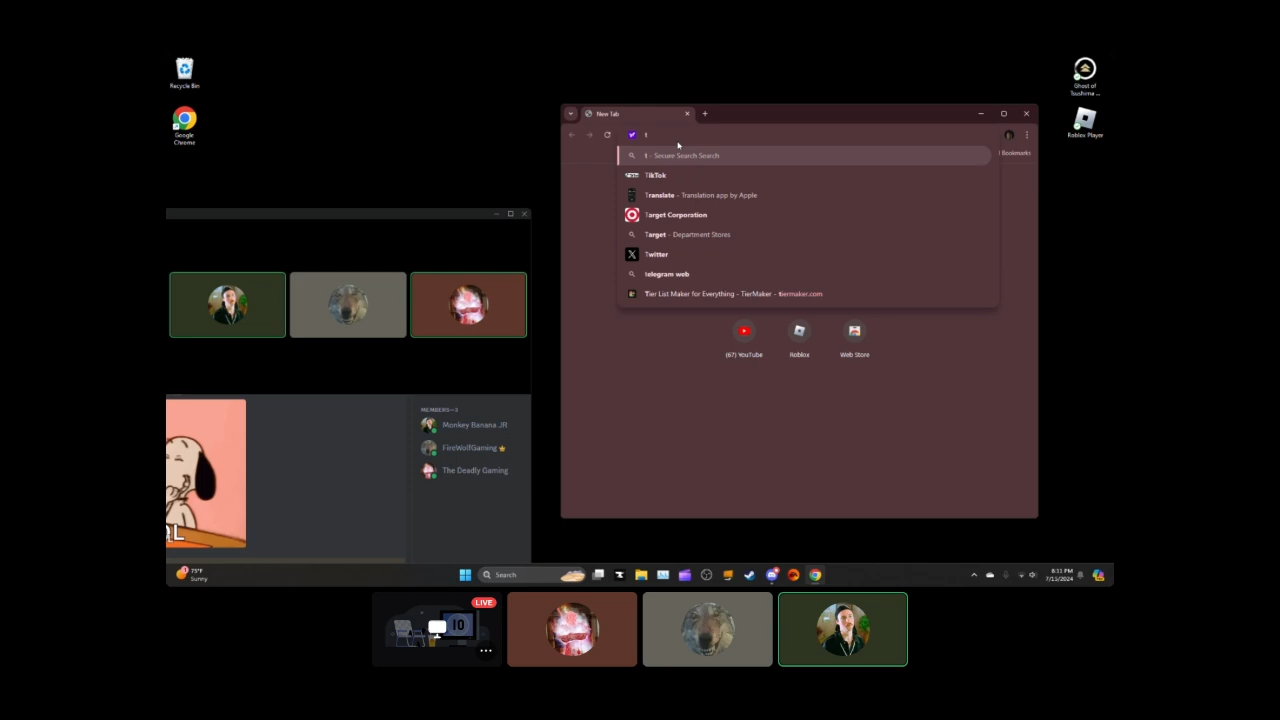 Recycle Bin
Google
Chrome
Ghost of
Tsushima ...
Roblox Player
New Tab
t
t - Secure Search Search
TikTok
Translate - Translation app by Apple
Target Corporation
Target - Department Stores
Twitter
telegram web
Tier List Maker for Everything - TierMaker - tiermaker.com
Bookmarks
(67) YouTube
Roblox
Web Store
MEMBERS—3
Monkey Banana JR
FireWolfGaming
The Deadly Gaming
75°F
Sunny
Search
8:11 PM
7/15/2024
LIVE